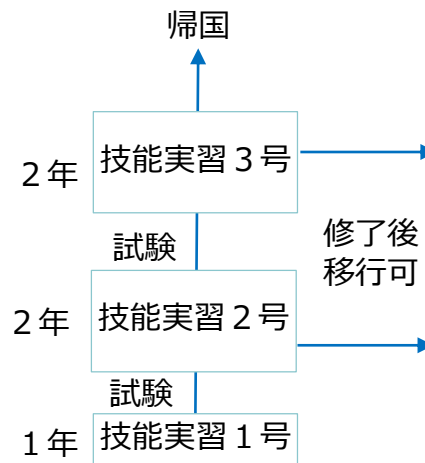 帰国
技能実習３号
２年
試験
修了後
移行可
技能実習２号
２年
試験
技能実習１号
１年